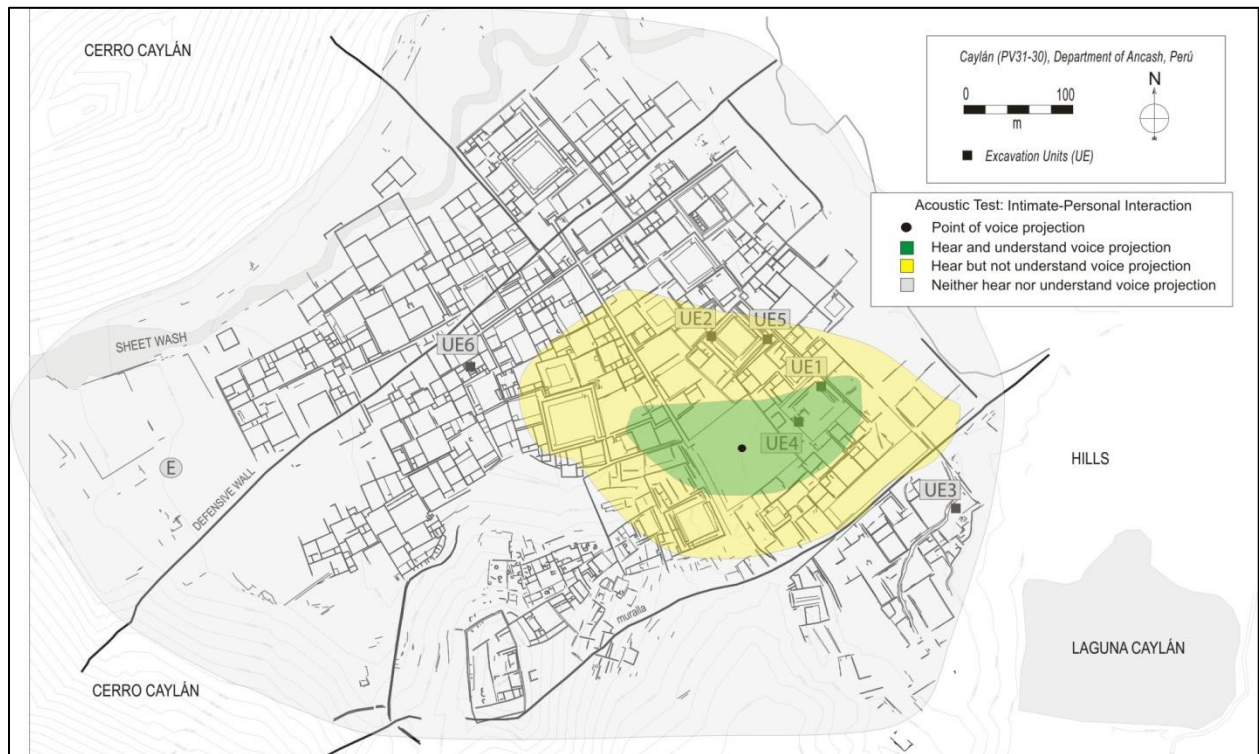 CERRO CAYLÁN
Caylán (PV31-30), Department of Ancash, Perú
0 100
m
N
Excavation Units (UE)
Acoustic Test: Intimate-Personal Interaction
Point of voice projection
Hear and understand voice projection
Hear but not understand voice projection
Neither hear nor understand voice projection
SHEET WASH
UE2
UE5
UE6
UE1
UE4
E
DEFENSIVE WALL
HILLS
UE3
muralla
LAGUNA CAYLÁN
CERRO CAYLÁN